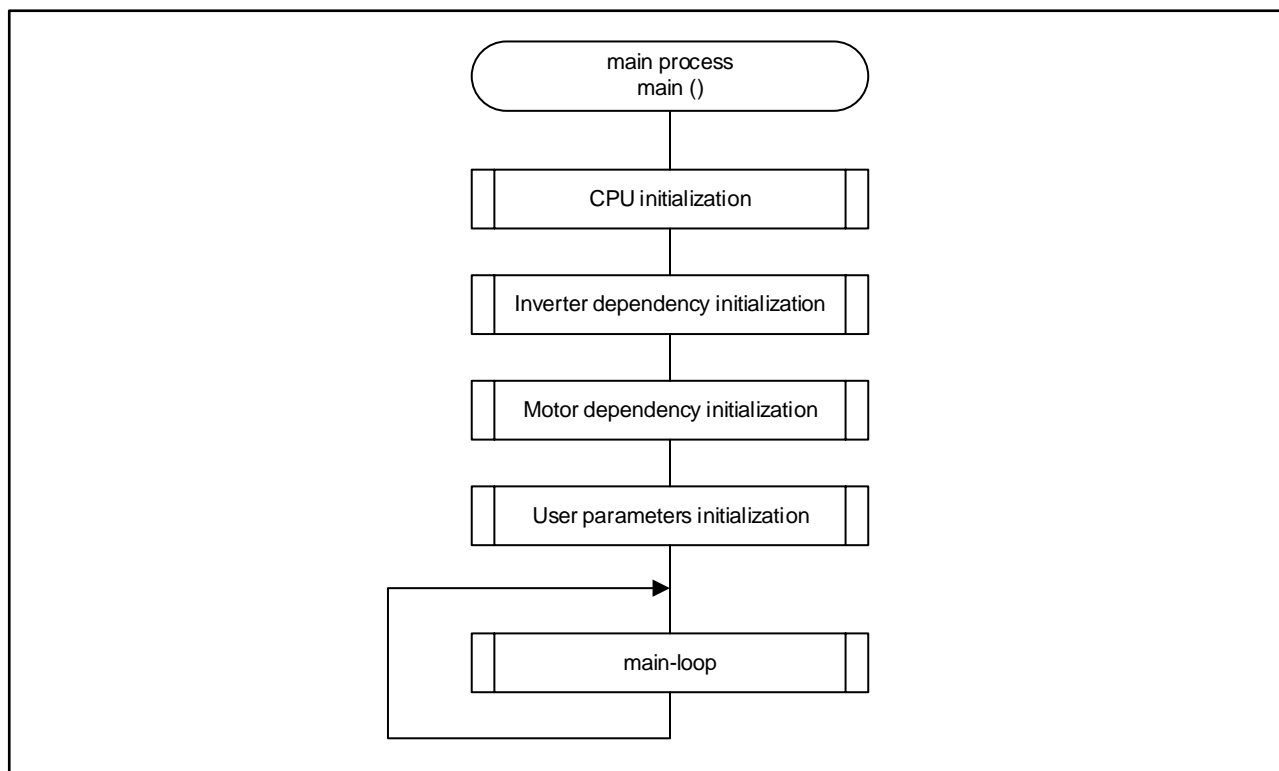 main process
main ()
CPU initialization
Inverter dependency initialization
Motor dependency initialization
User parameters initialization
main-loop